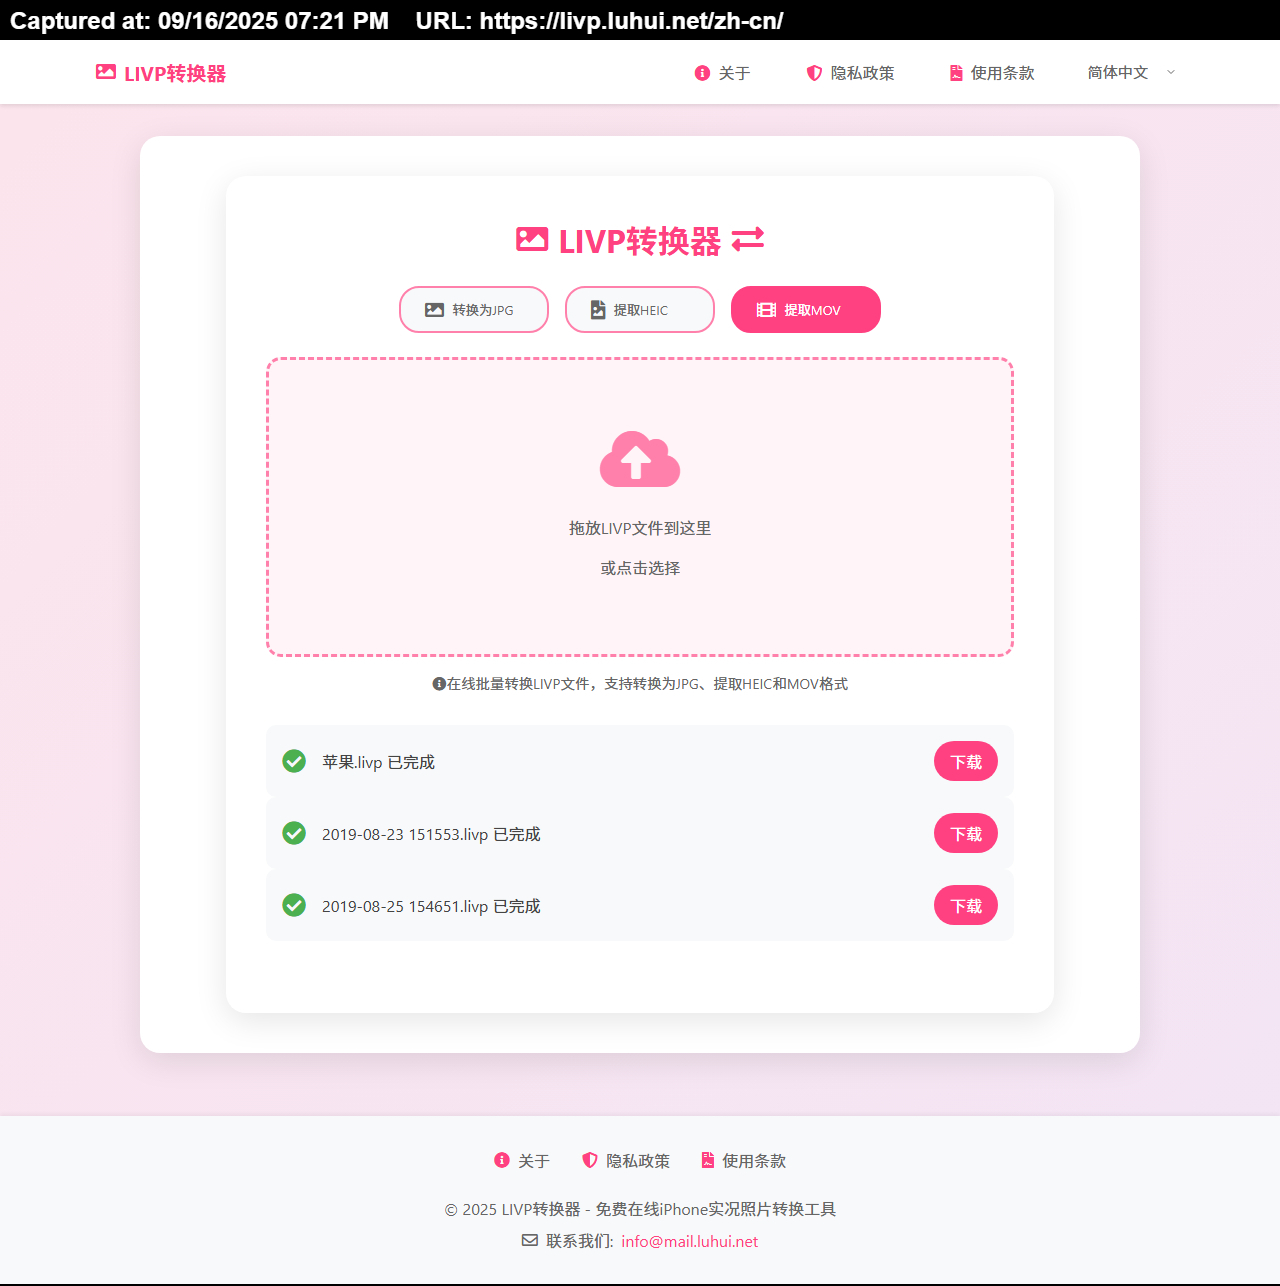 Captured at: 09/16/2025 07:21 PM URL: https://livp.luhui.net/zh-cn/
LIVP转换器 关于 隐私政策 使用条款 简体中文
LIVP转换器
转换为JPG 提取HEIC 提取MOV
拖放LIVP文件到这里
或点击选择
在线批量转换LIVP文件，支持转换为JPG、提取HEIC和MOV格式
苹果.livp 已完成 下载
2019-08-23 151553.livp 已完成 下载
2019-08-25 154651.livp 已完成 下载
关于 隐私政策 使用条款
© 2025 LIVP转换器 - 免费在线iPhone实况照片转换工具
联系我们: info@mail.luhui.net